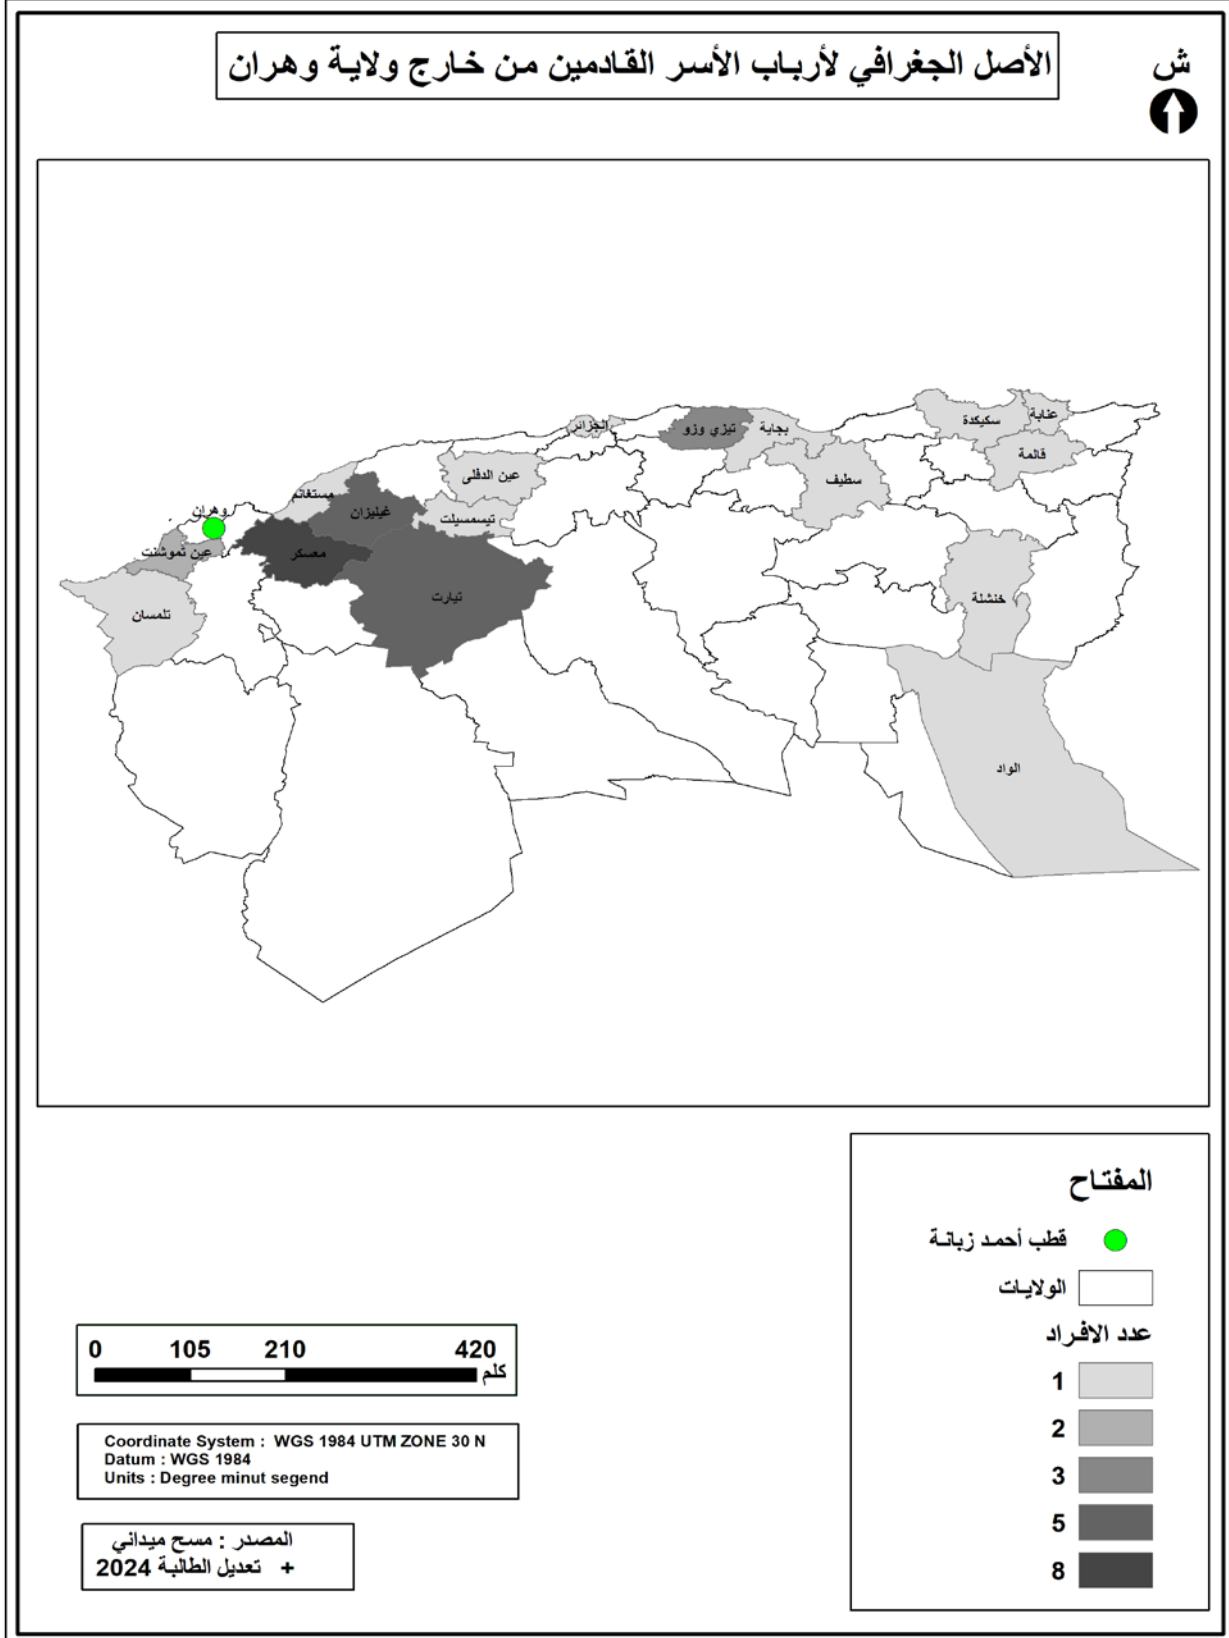 الأصل الجغرافي لأرباب الأسر القادمين من خارج ولاية وهران
ش
سكيكدة
عنابة
الجزائر
تيزي وزو
بجاية
قالمة
عين الدفلى
سطيف
مستغانم
غيليزان
تيسمسيلت
وهران
عين تموشنت
معسكر
تيارت
خنشلة
تلمسان
الواد
المفتاح
قطب أحمد زبانة
الولايات
عدد الافراد
1
2
3
5
8
0 105 210 420
كلم
Coordinate System : WGS 1984 UTM ZONE 30 N
Datum : WGS 1984
Units : Degree minut segend
المصدر : مسح ميداني
+ تعديل الطالبة 2024